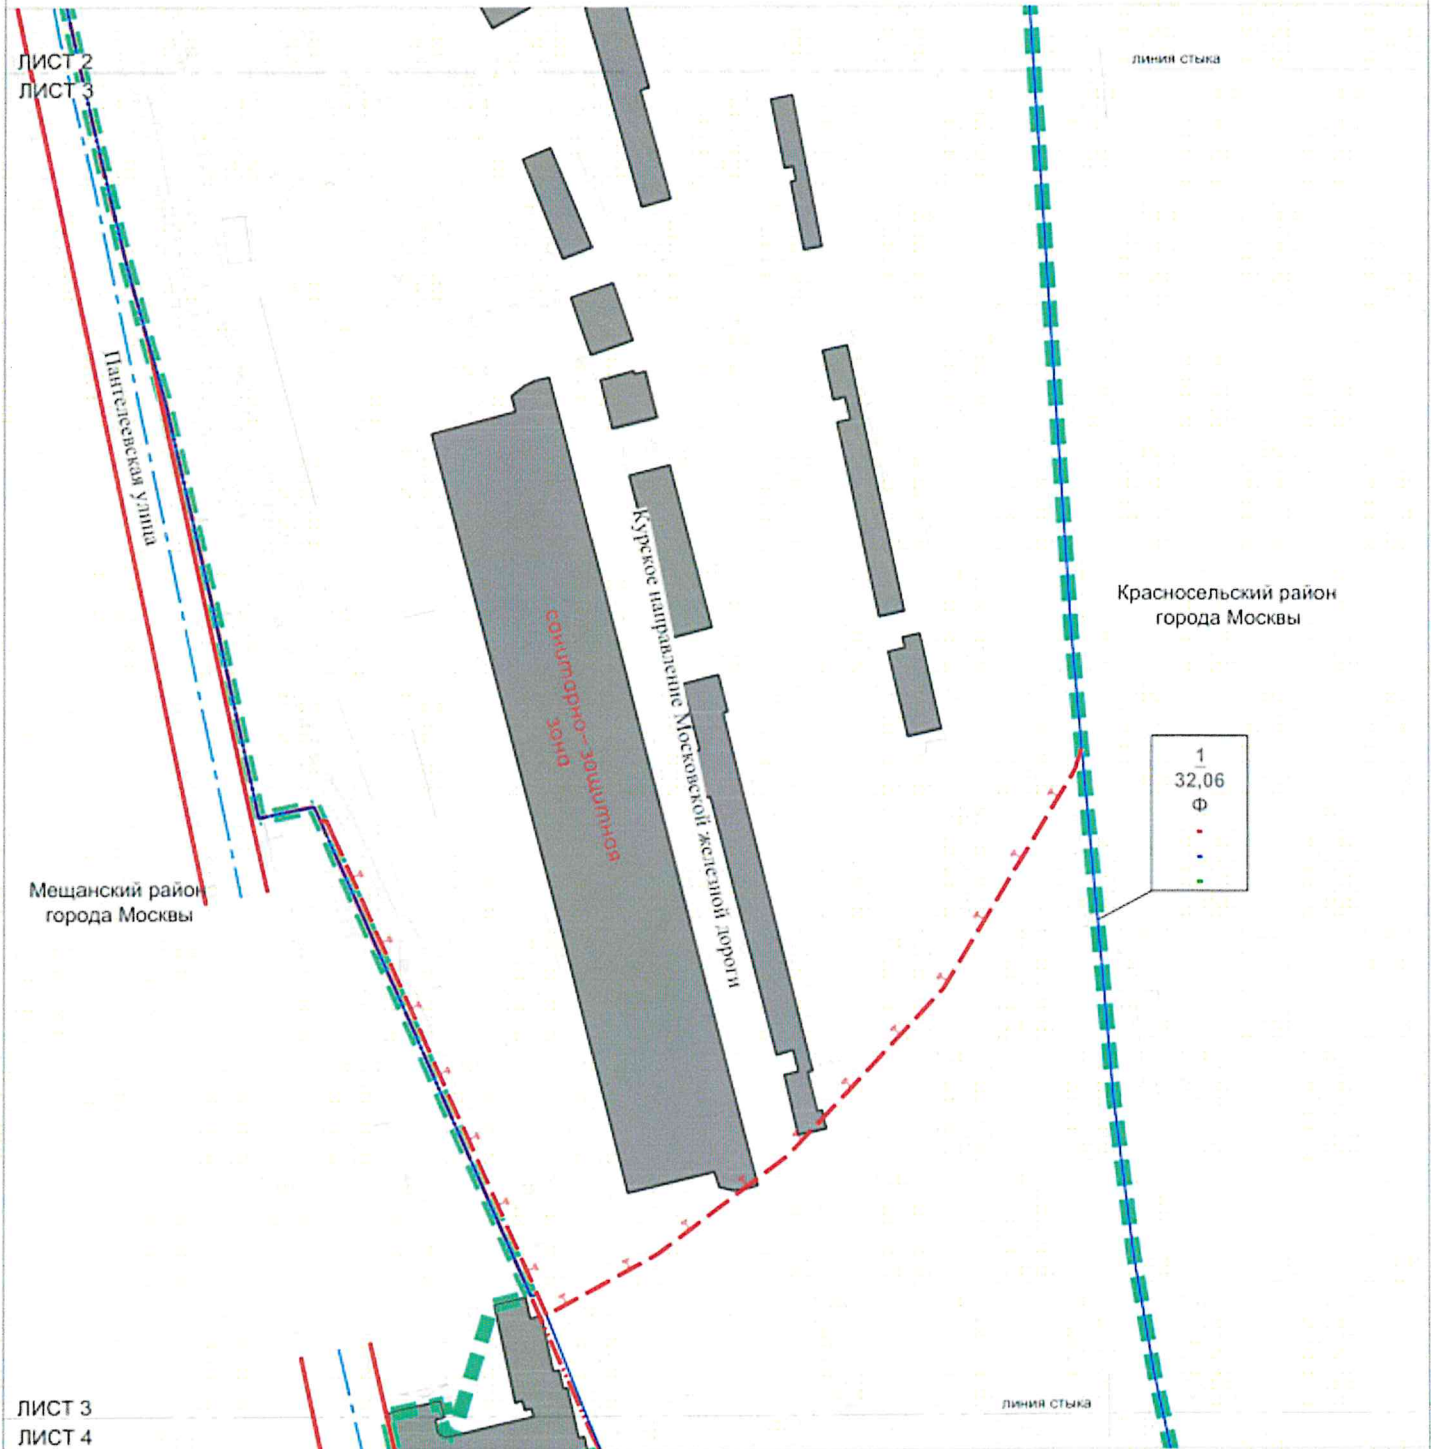 ЛИСТ 2
линия стыка
ЛИСТ 3
Пантелеевская улица
Курское направление Московской железной дороги
Красносельский район
города Москвы
санитарно-защитная
зона
1
32,06
Ф
-
-
-
Мещанский район
города Москвы
ЛИСТ 3
линия стыка
ЛИСТ 4